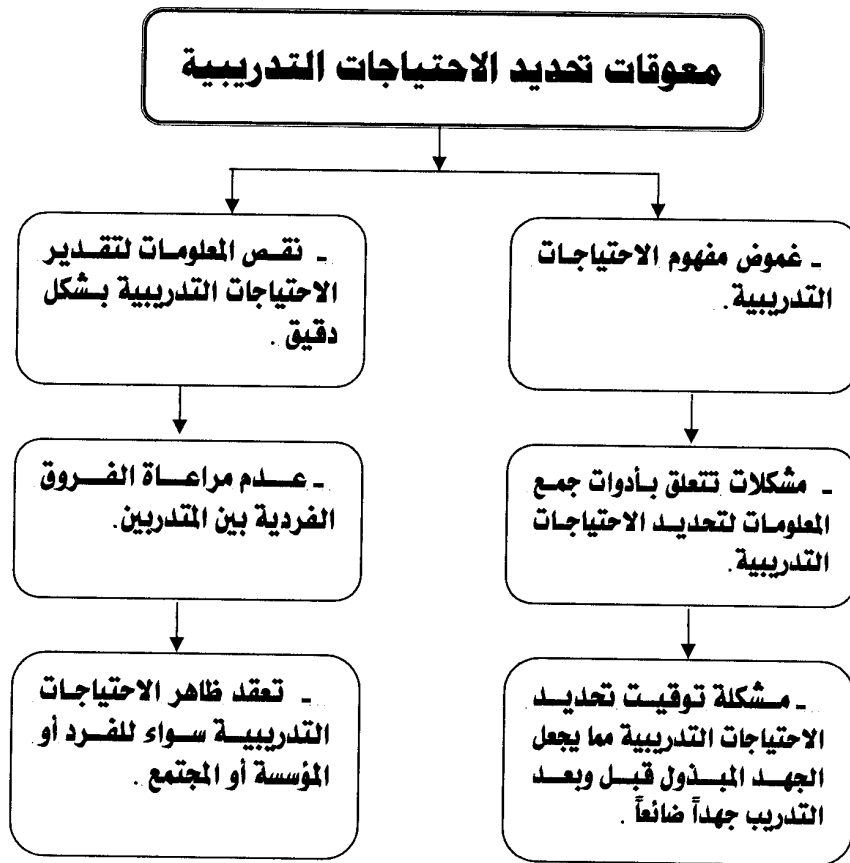 معوقات تحديد الاحتياجات التدريبية
ـ غموض مفهوم الاحتياجات
التدريبية.
ـ نقص المعلومات لتقدير
الاحتياجات التدريبية بشكل
دقيق .
ـ مشكلات تتعلق بأدوات جمع
المعلومات لتحديد الاحتياجات
التدريبية.
ـ عدم مراعاة الفروق
الفردية بين المتدربين.
ـ مشكلة توقيت تحديد
الاحتياجات التدريبية مما يجعل
الجهد المبذول قبل وبعد
التدريب جهداً ضائعاً .
ـ تعقد ظاهر الاحتياجات
التدريبية سواء للفرد أو
المؤسسة أو المجتمع .